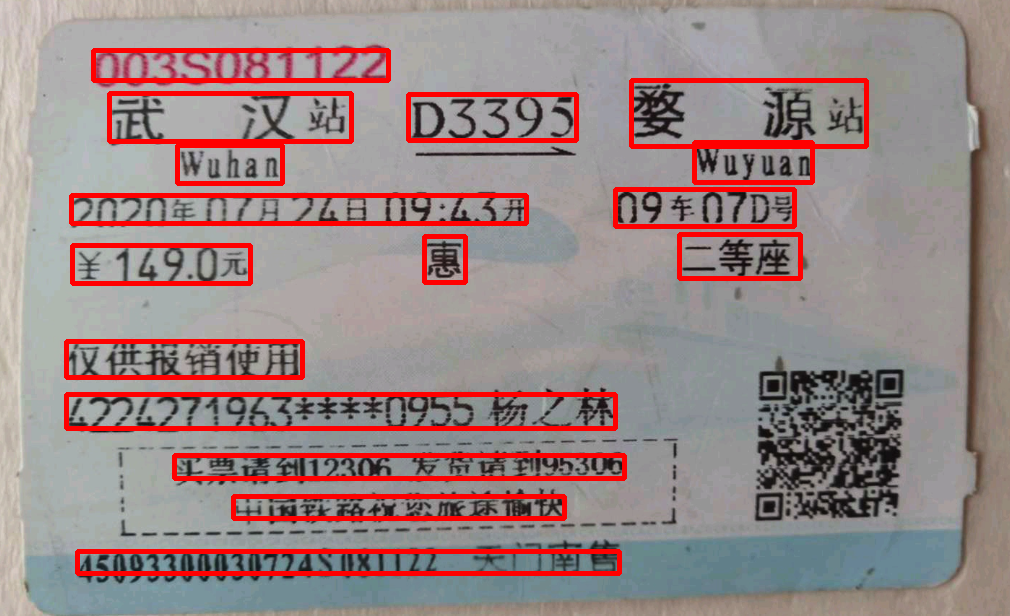 003S081122
武汉站 D3395 婺源站
Wuhan Wuyuan
2020年07月24日 09:43开 09车07D号
￥149.0元 惠 二等座
仅供报销使用
4224271963****0955 杨之林
买票请到12306 发货请到95306
中国铁路祝您旅途愉快
45093300030724S081122 天门南售